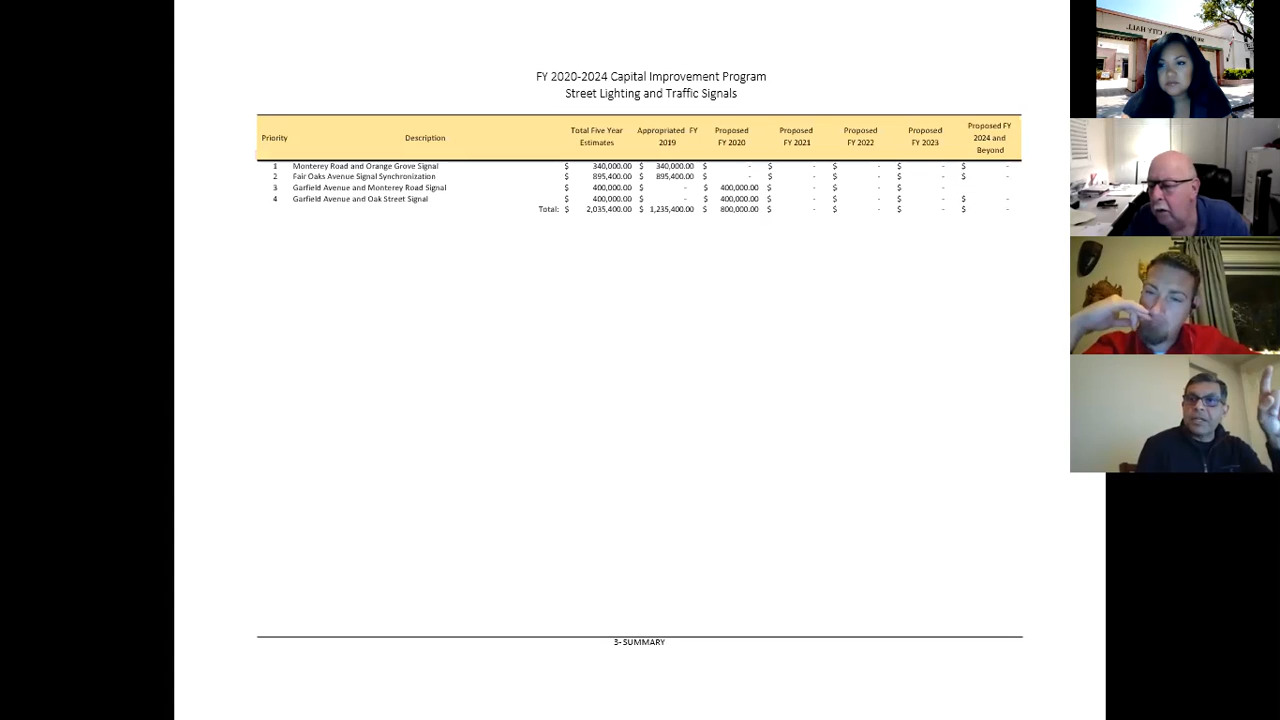 FY 2020-2024 Capital Improvement Program
Street Lighting and Traffic Signals
Priority Description Total Five Year Estimates Appropriated FY 2019 Proposed FY 2020 Proposed FY 2021 Proposed FY 2022 Proposed FY 2023 Proposed FY 2024 and Beyond
1 Monterey Road and Orange Grove Signal $ 340,000.00 $ 340,000.00 $ - $ - $ - $ - $ -
2 Fair Oaks Avenue Signal Synchronization $ 895,400.00 $ 895,400.00 $ - $ - $ - $ - $ -
3 Garfield Avenue and Monterey Road Signal $ 400,000.00 $ - $ 400,000.00 $ - $ - $ -
4 Garfield Avenue and Oak Street Signal $ 400,000.00 $ - $ 400,000.00 $ - $ - $ - $ -
Total: $ 2,035,400.00 $ 1,235,400.00 $ 800,000.00 $ - $ - $ - $ -
3- SUMMARY
CITY HALL